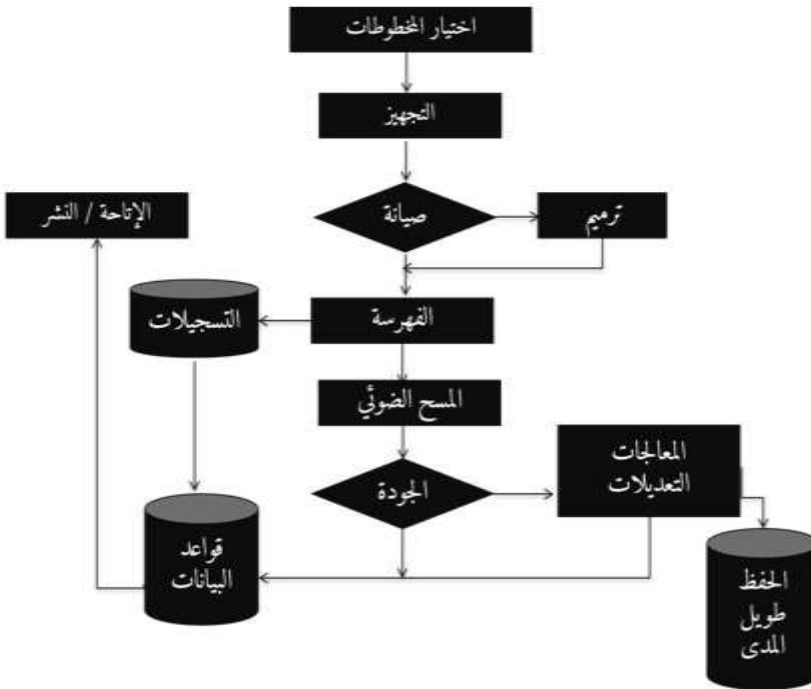 اختيار المخطوطات
التجهيز
صيانة
ترميم
الإتاحة / النشر
الفهرسة
التسجيلات
المسح الضوئي
الجودة
المعالجات
التعديلات
قواعد
البيانات
الحفظ
طويل
المدى